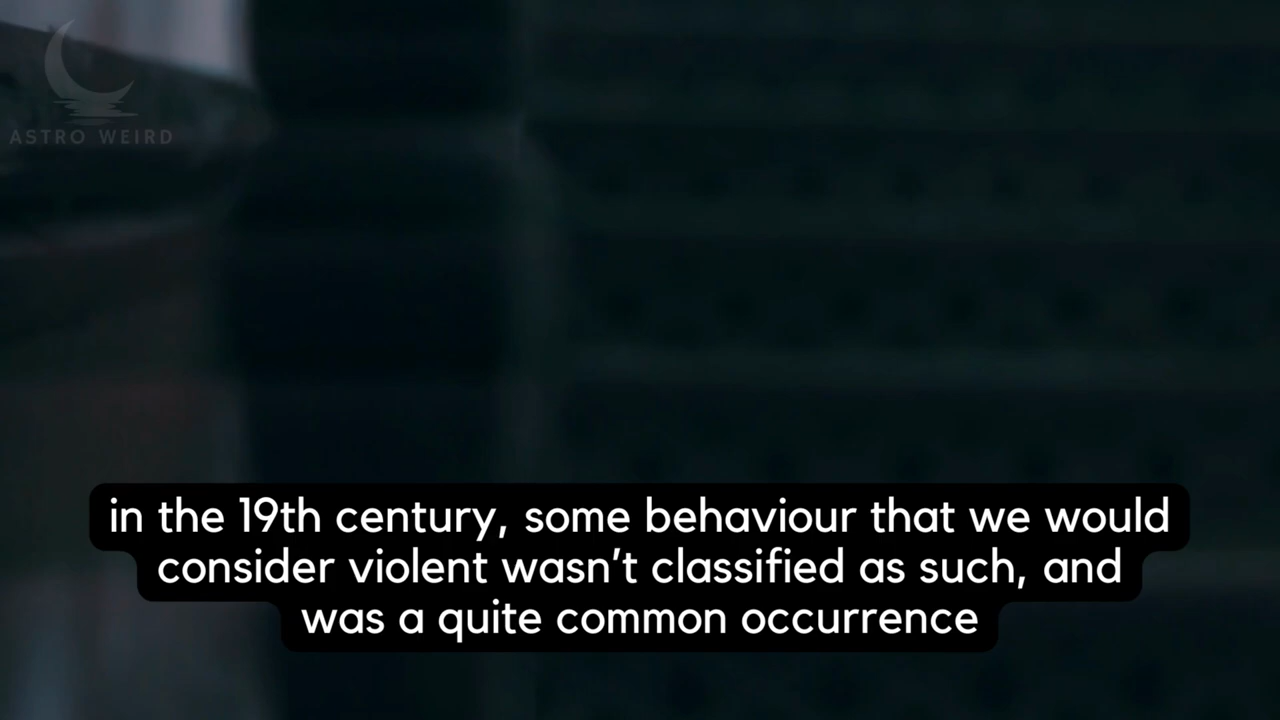 ASTRO WEIRD
in the 19th century, some behaviour that we would
consider violent wasn’t classified as such, and
was a quite common occurrence